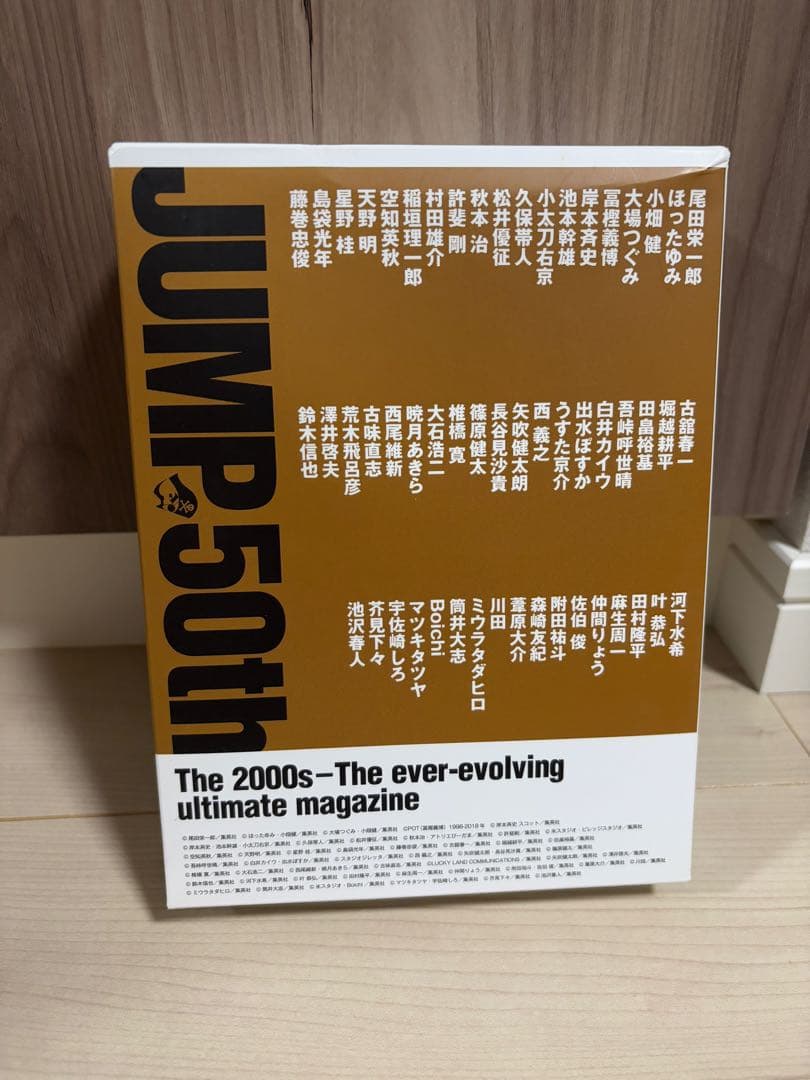 JUMP 50th
尾田栄一郎
ほったゆみ
小畑 健
大場つぐみ
冨樫義博
岸本斉史
池本幹雄
小太刀右京
久保帯人
松井優征
秋本 治
許斐 剛
村田雄介
稲垣理一郎
空知英秋
天野 明
星野 桂
島袋光年
藤巻忠俊
古舘春一
堀越耕平
田畠裕基
吾峠呼世晴
白井カイウ
出水ぽすか
うすた京介
西 義之
矢吹健太朗
長谷見沙貴
篠原健太
椎橋 寛
大石浩二
暁月あきら
西尾維新
古味直志
荒木飛呂彦
澤井啓夫
鈴木信也
河下水希
叶 恭弘
田村隆平
麻生周一
仲間りょう
佐伯 俊
附田祐斗
森崎友紀
葦原大介
川田
ミウラタダヒロ
筒井大志
Boichi
マツキタツヤ
宇佐崎しろ
芥見下々
池沢春人
The 2000s–The ever-evolving
ultimate magazine